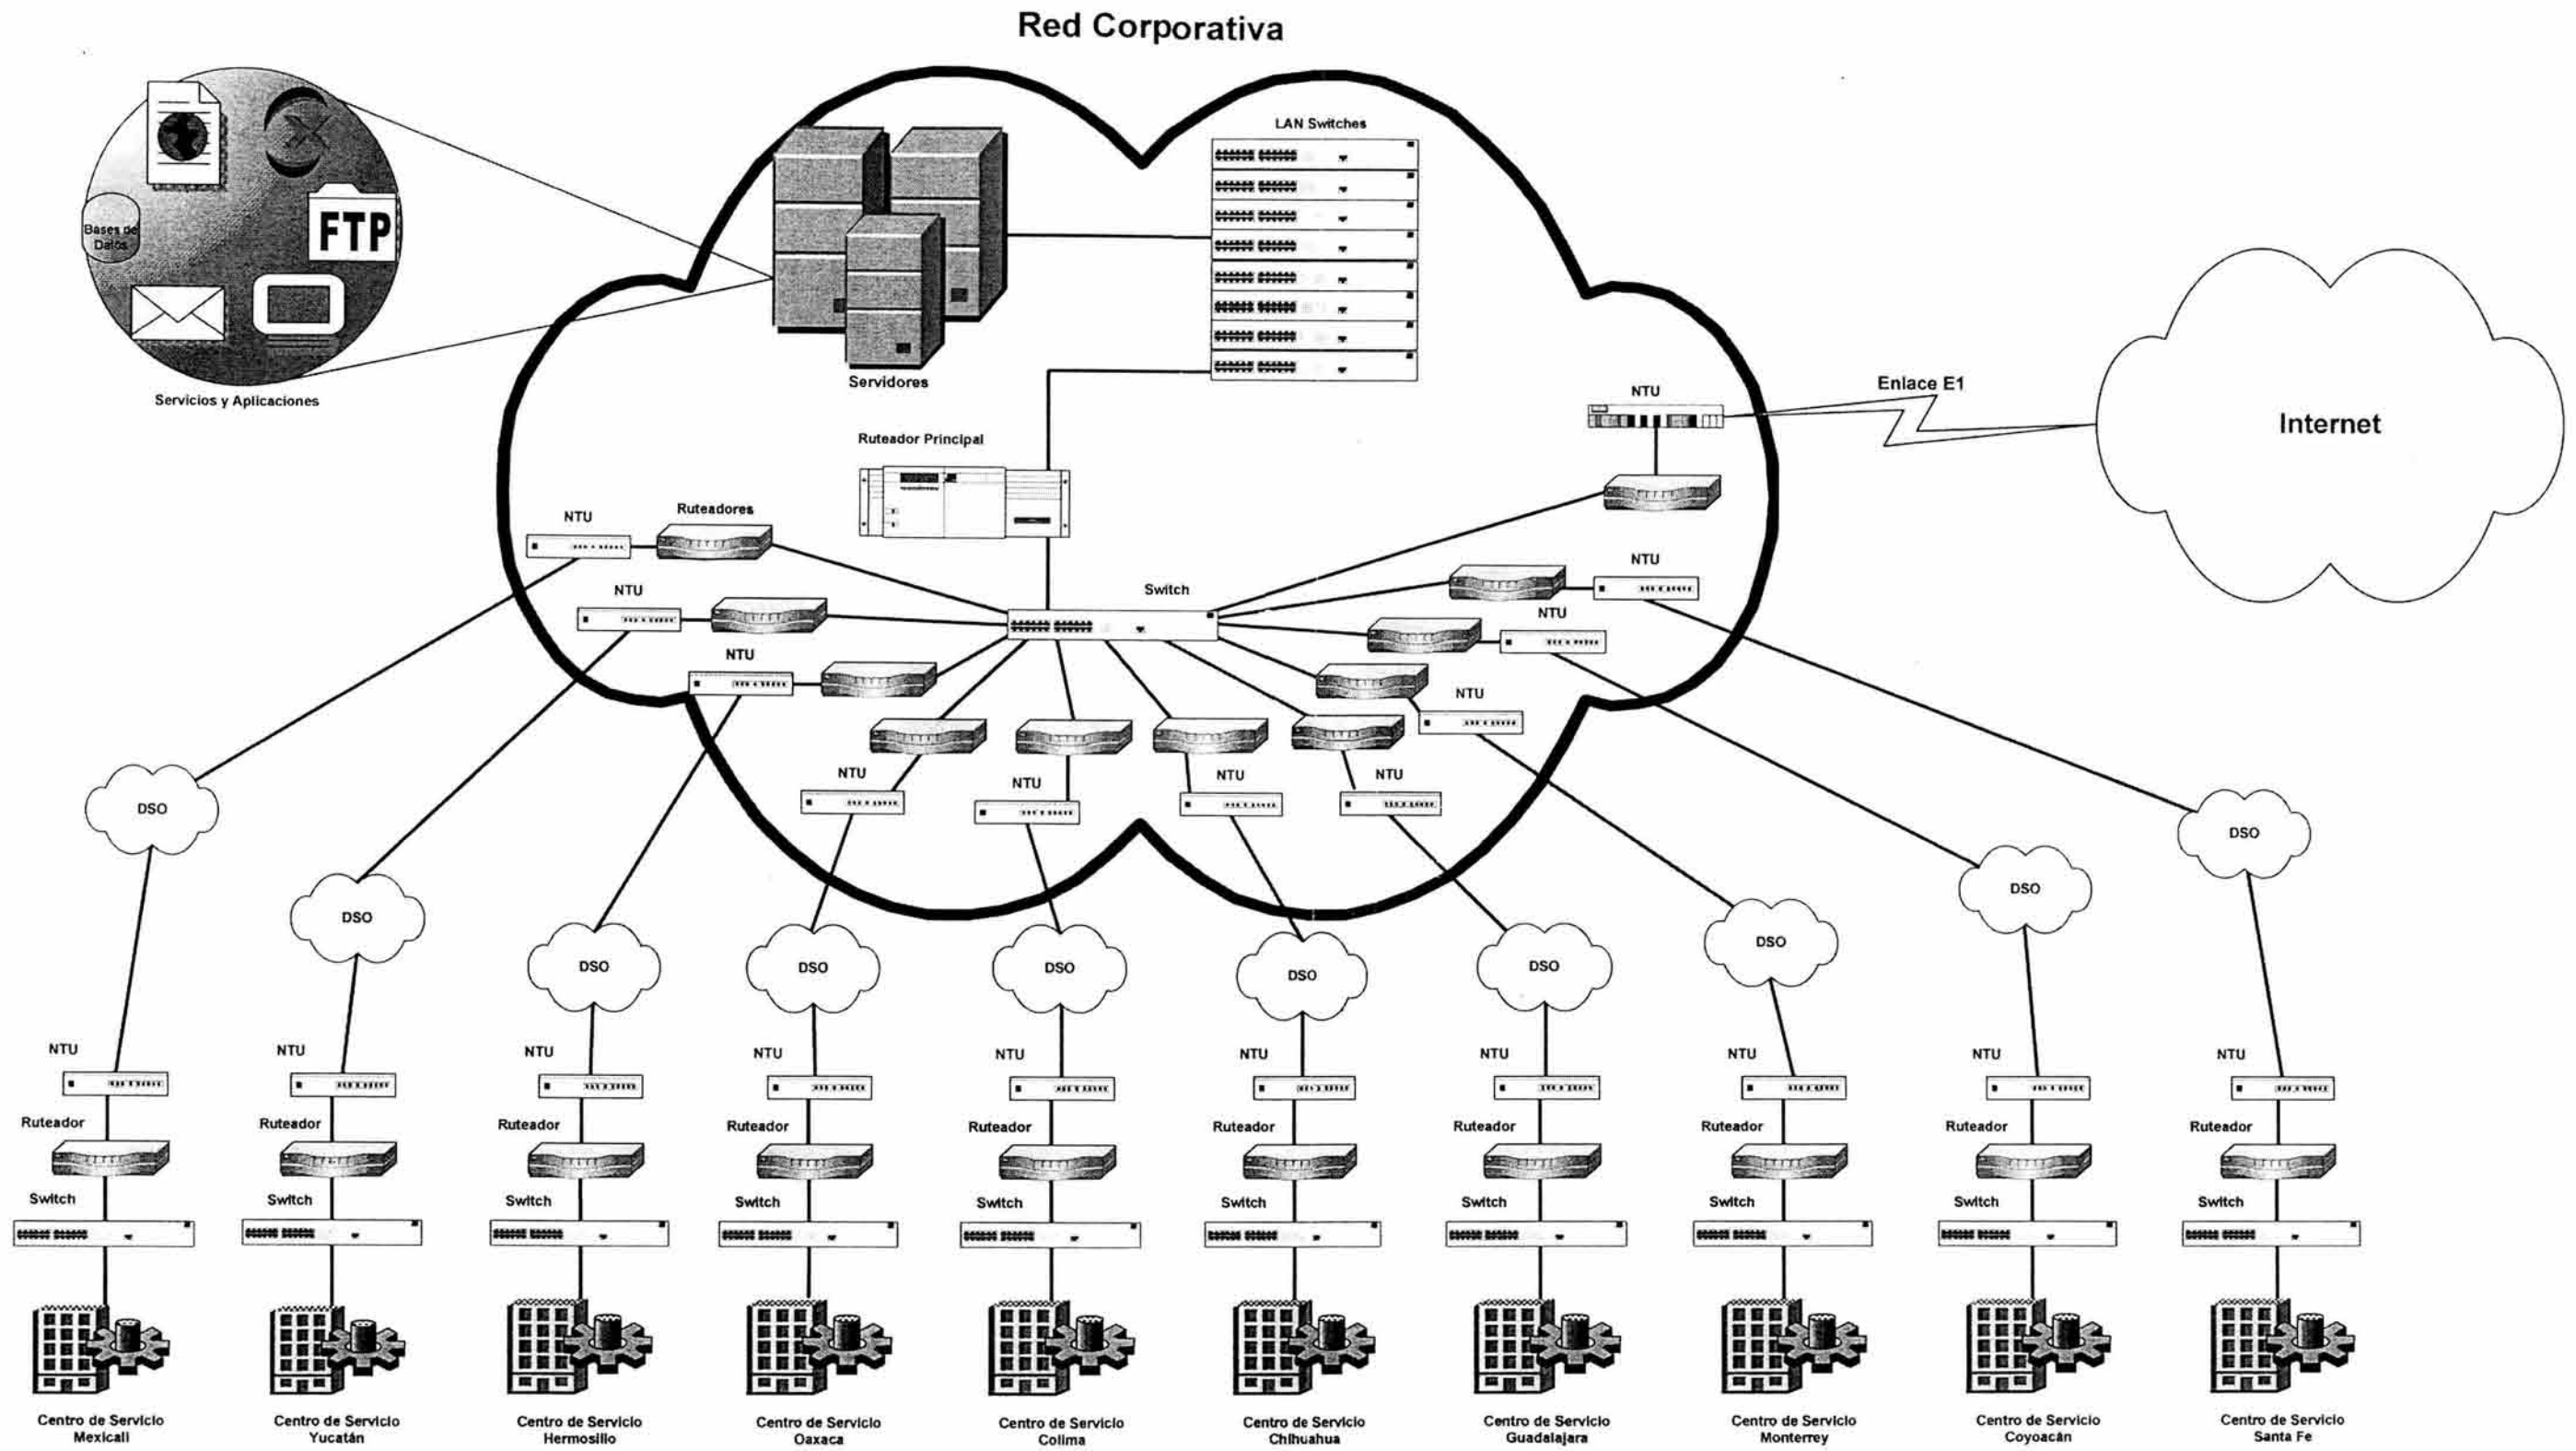 Red Corporativa
LAN Switches
Bases de
Datos
FTP
Servicios y Aplicaciones
Servidores
NTU
Enlace E1
Internet
Ruteador Principal
NTU
Ruteadores
NTU
Switch
NTU
NTU
NTU
NTU
NTU
NTU
NTU
NTU
DSO
DSO
DSO
DSO
DSO
DSO
DSO
DSO
DSO
DSO
NTU
NTU
NTU
NTU
NTU
NTU
NTU
NTU
NTU
NTU
Ruteador
Ruteador
Ruteador
Ruteador
Ruteador
Ruteador
Ruteador
Ruteador
Ruteador
Ruteador
Switch
Switch
Switch
Switch
Switch
Switch
Switch
Switch
Switch
Switch
Centro de Servicio
Mexicali
Centro de Servicio
Yucatán
Centro de Servicio
Hermosillo
Centro de Servicio
Oaxaca
Centro de Servicio
Colima
Centro de Servicio
Chihuahua
Centro de Servicio
Guadalajara
Centro de Servicio
Monterrey
Centro de Servicio
Coyoacán
Centro de Servicio
Santa Fe